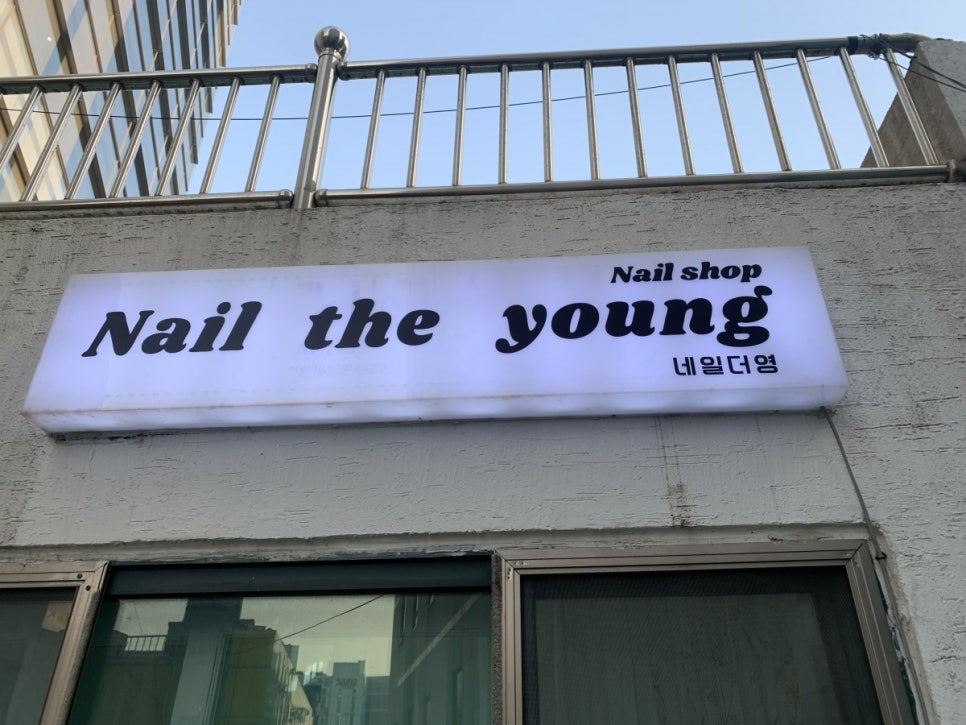 Nail shop
Nail the young
네일더영